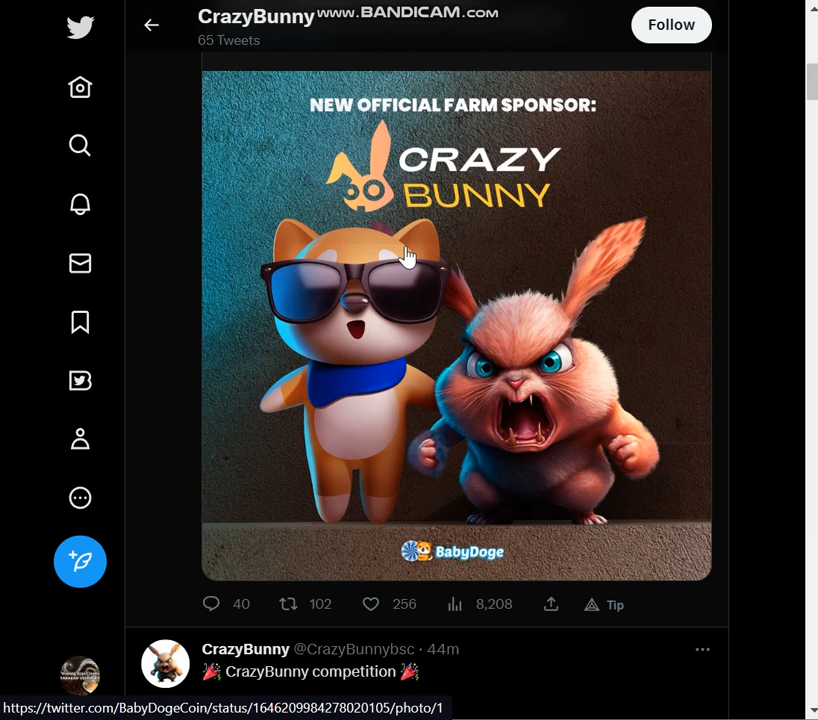 CrazyBunny
www.BANDICAM.com
65 Tweets
Follow
NEW OFFICIAL FARM SPONSOR:
CRAZY
BUNNY
BabyDoge
40
102
256
8,208
Tip
CrazyBunny @CrazyBunnybsc · 44m
🎉 CrazyBunny competition 🎉
https://twitter.com/BabyDogeCoin/status/1646209984278020105/photo/1